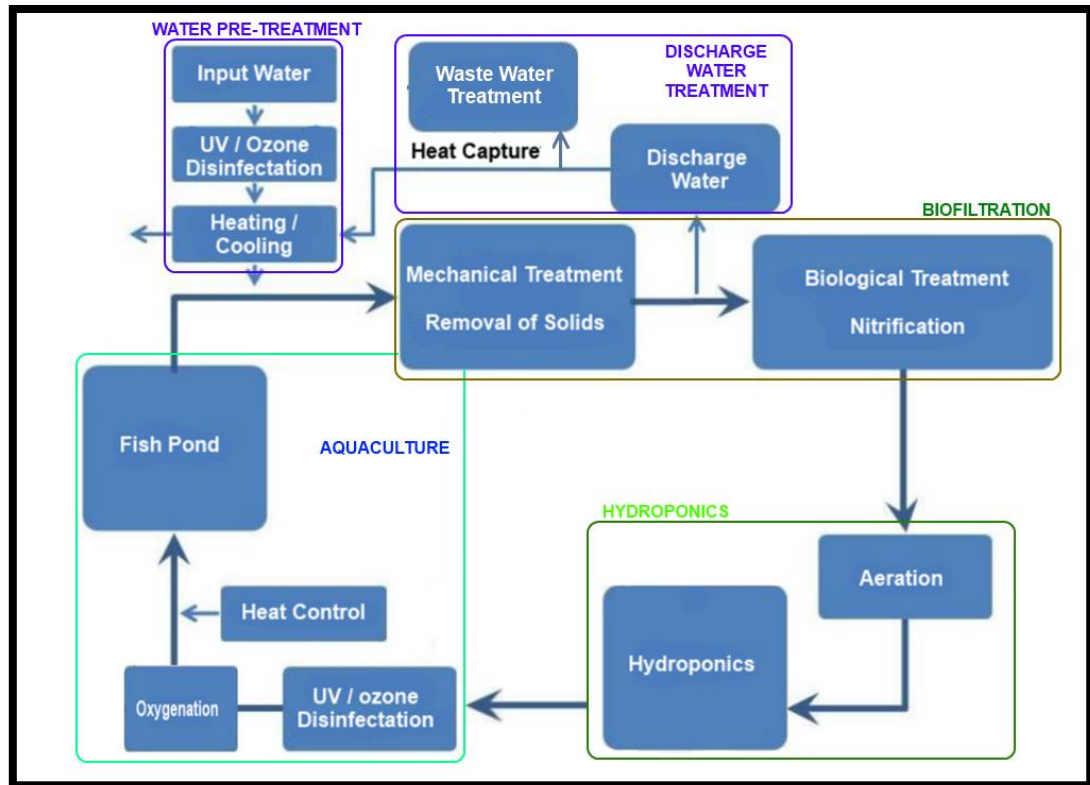 WATER PRE-TREATMENT
Input Water
UV / Ozone
Disinfectation
Heating /
Cooling
DISCHARGE
WATER
TREATMENT
Waste Water
Treatment
Heat Capture
Discharge
Water
BIOFILTRATION
Mechanical Treatment
Removal of Solids
Biological Treatment
Nitrification
Fish Pond
AQUACULTURE
Heat Control
Oxygenation
UV / ozone
Disinfectation
HYDROPONICS
Aeration
Hydroponics